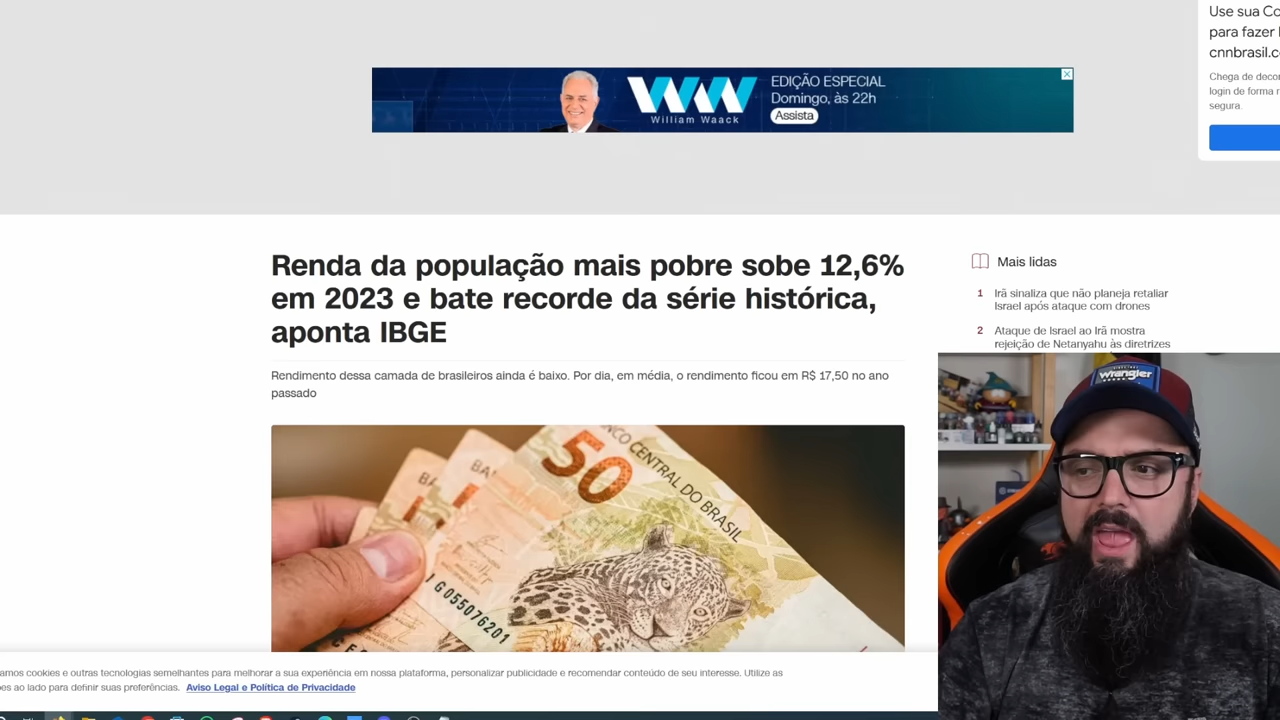 Use sua Co
para fazer
cnnbrasil.c
Chega de decor
login de forma
segura.
EDIÇÃO ESPECIAL
Domingo, às 22h
Assista
WW
William Waack
Renda da população mais pobre sobe 12,6%
em 2023 e bate recorde da série histórica,
aponta IBGE
Rendimento dessa camada de brasileiros ainda é baixo. Por dia, em média, o rendimento ficou em R$ 17,50 no ano
passado
Mais lidas
1 Irã sinaliza que não planeja retaliar
Israel após ataque com drones
2 Ataque de Israel ao Irã mostra
rejeição de Netanyahu às diretrizes
wrangler
50
BANCO CENTRAL DO BRASIL
BA
BA
G055076201
amos cookies e outras tecnologias semelhantes para melhorar a sua experiência em nossa plataforma, personalizar publicidade e recomendar conteúdo de seu interesse. Utilize as
es ao lado para definir suas preferências. Aviso Legal e Política de Privacidade